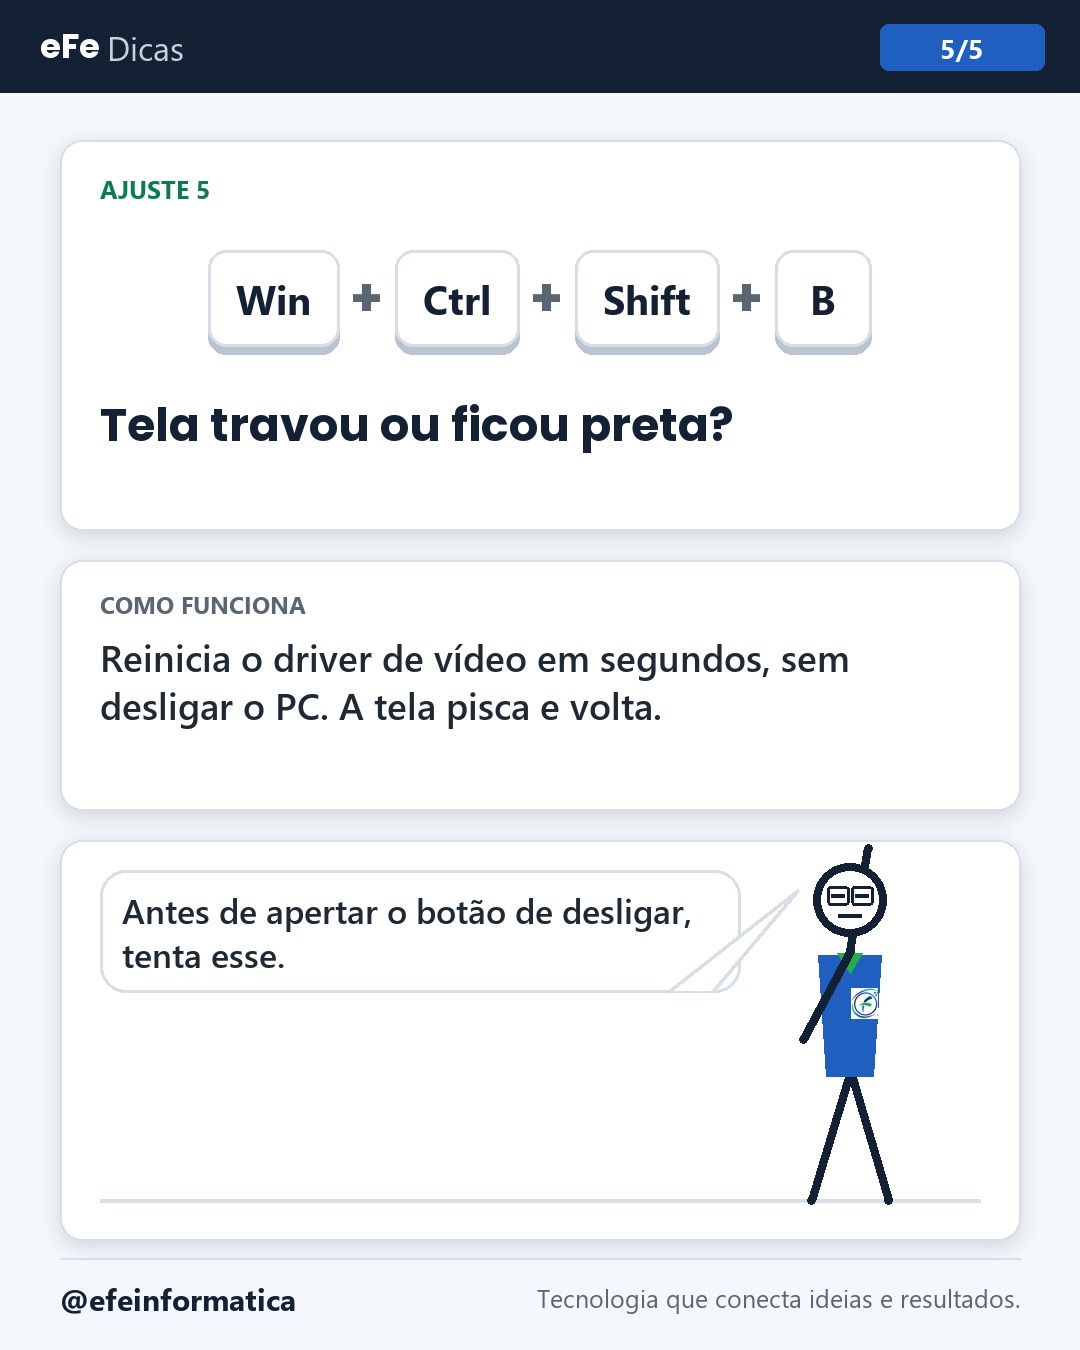 eFe Dicas
5/5
AJUSTE 5
Win + Ctrl + Shift + B
Tela travou ou ficou preta?
COMO FUNCIONA
Reinicia o driver de vídeo em segundos, sem
desligar o PC. A tela pisca e volta.
Antes de apertar o botão de desligar,
tenta esse.
@efeinformatica
Tecnologia que conecta ideias e resultados.